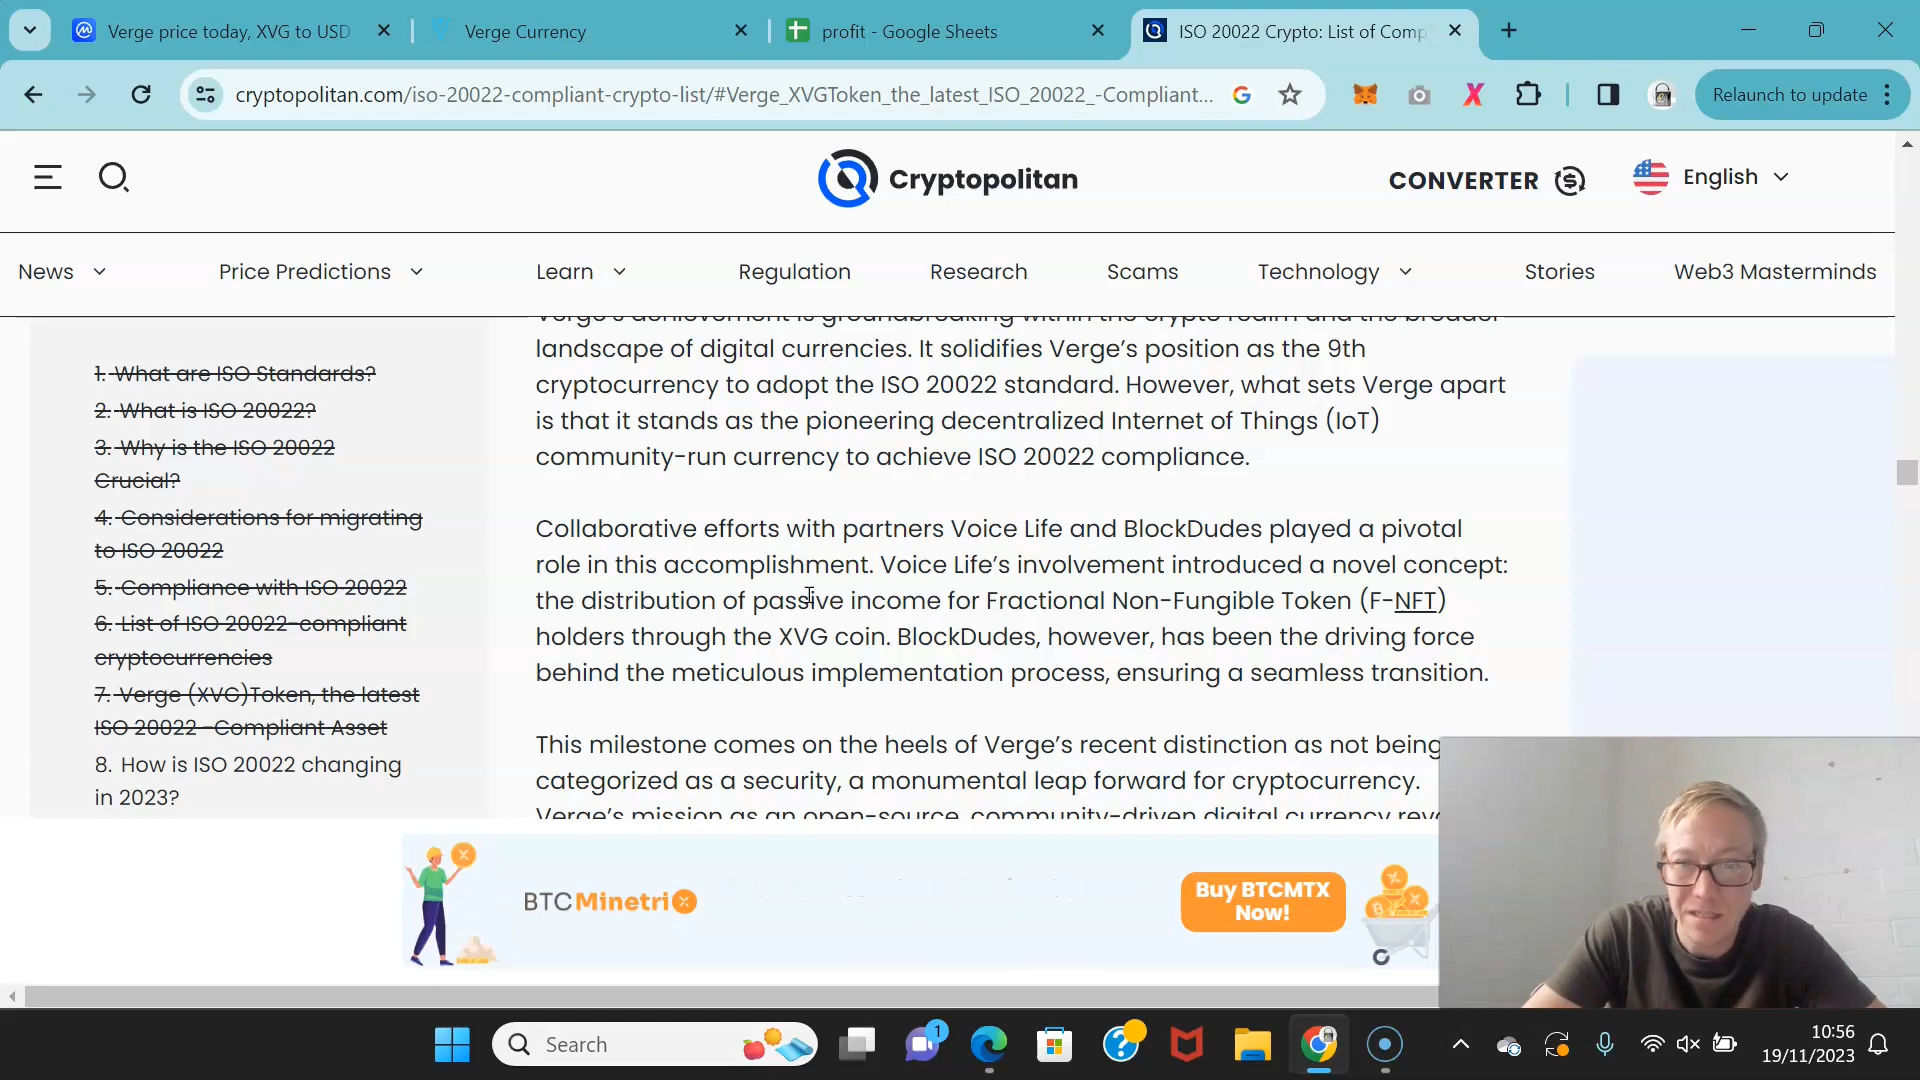 Verge price today, XVG to USD
Verge Currency
profit - Google Sheets
ISO 20022 Crypto: List of Comp
cryptopolitan.com/iso-20022-compliant-crypto-list/#Verge_XVGToken_the_latest_ISO_20022_-Compliant...
Relaunch to update
Cryptopolitan
CONVERTER
English
News
Price Predictions
Learn
Regulation
Research
Scams
Technology
Stories
Web3 Masterminds
1. What are ISO Standards?
2. What is ISO 20022?
3. Why is the ISO 20022
Crucial?
4. Considerations for migrating
to ISO 20022
5. Compliance with ISO 20022
6. List of ISO 20022-compliant
cryptocurrencies
7. Verge (XVG)Token, the latest
ISO 20022 -Compliant Asset
8. How is ISO 20022 changing
in 2023?
Verge's achievement is groundbreaking within the crypto realm and the broader
landscape of digital currencies. It solidifies Verge's position as the 9th
cryptocurrency to adopt the ISO 20022 standard. However, what sets Verge apart
is that it stands as the pioneering decentralized Internet of Things (IoT)
community-run currency to achieve ISO 20022 compliance.
Collaborative efforts with partners Voice Life and BlockDudes played a pivotal
role in this accomplishment. Voice Life's involvement introduced a novel concept:
the distribution of passive income for Fractional Non-Fungible Token (F-NFT)
holders through the XVG coin. BlockDudes, however, has been the driving force
behind the meticulous implementation process, ensuring a seamless transition.
This milestone comes on the heels of Verge's recent distinction as not being
categorized as a security, a monumental leap forward for cryptocurrency.
Verge's mission as an open-source, community-driven digital currency
BTC Minetrix
Buy BTCMTX
Now!
Search
1
10:56
19/11/2023